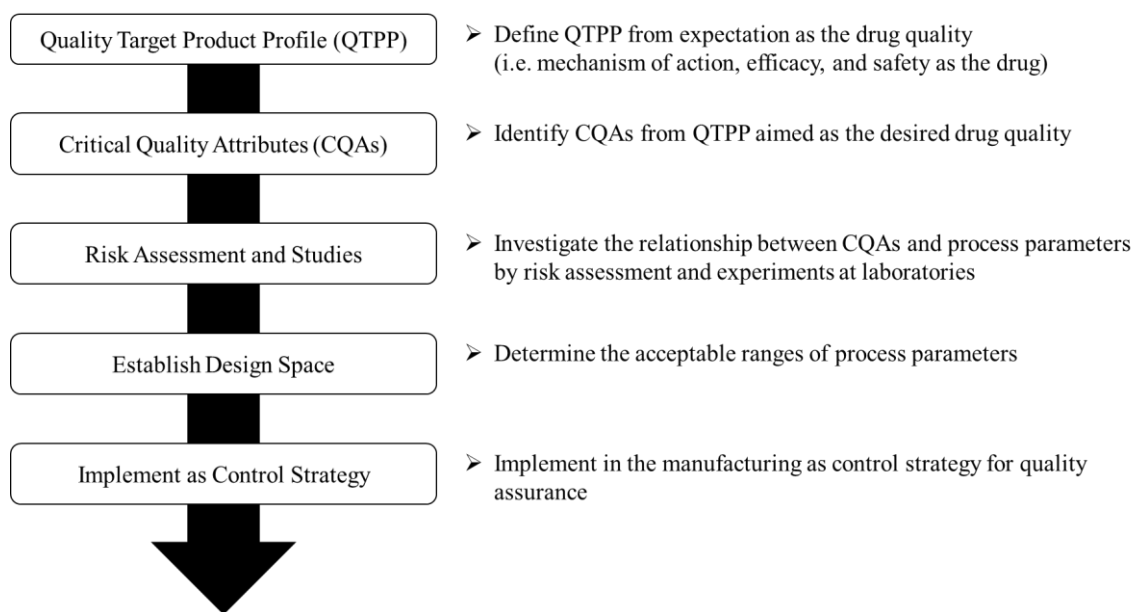 Quality Target Product Profile (QTPP)
➢ Define QTPP from expectation as the drug quality
(i.e. mechanism of action, efficacy, and safety as the drug)
Critical Quality Attributes (CQAs)
➢ Identify CQAs from QTPP aimed as the desired drug quality
Risk Assessment and Studies
➢ Investigate the relationship between CQAs and process parameters
by risk assessment and experiments at laboratories
Establish Design Space
➢ Determine the acceptable ranges of process parameters
Implement as Control Strategy
➢ Implement in the manufacturing as control strategy for quality
assurance